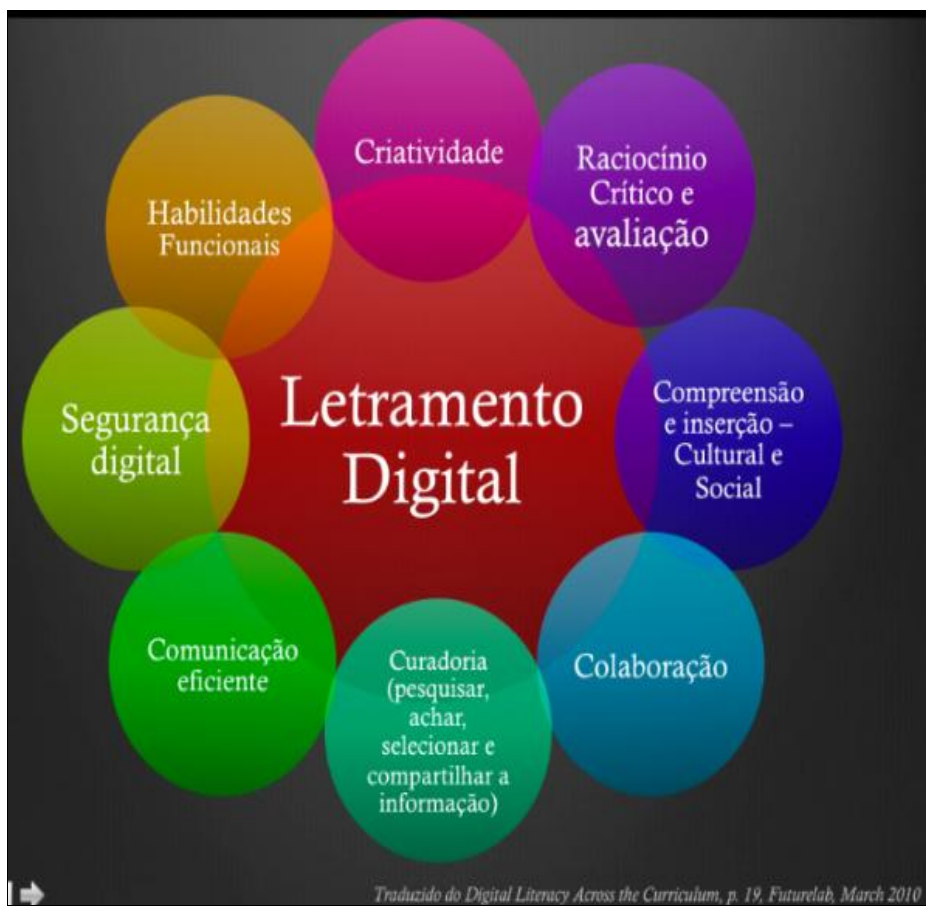 Criatividade
Raciocínio
Crítico e
avaliação
Compreensão
e inserção –
Cultural e
Social
Colaboração
Curadoria
(pesquisar,
achar,
selecionar e
compartilhar a
informação)
Comunicação
eficiente
Segurança
digital
Habilidades
Funcionais
Letramento
Digital
Traduzido do Digital Literacy Across the Curriculum, p. 19, Futurelab, March 2010